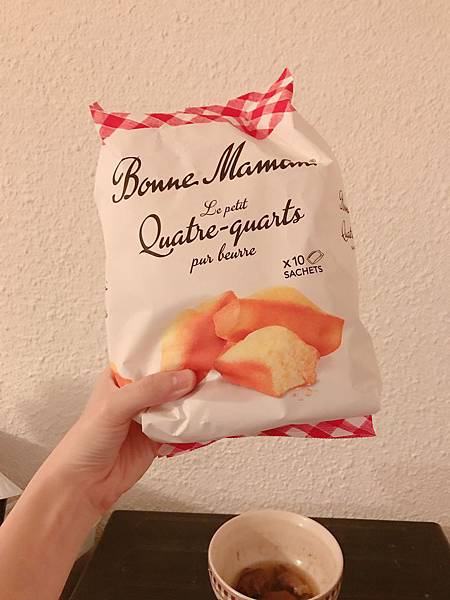 Bonne Maman
Le petit
Quatre-quarts
pur beurre
x10
SACHETS